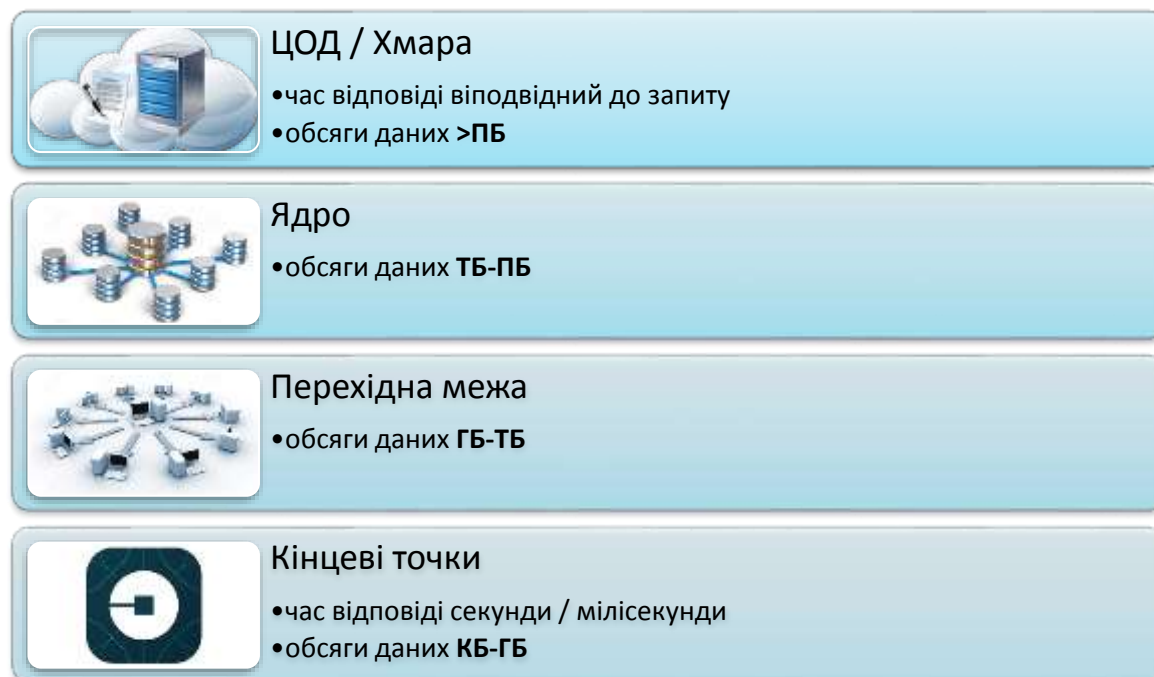 ЦОД / Хмара
•час відповіді віподвідний до запиту
•обсяги даних >ПБ
Ядро
•обсяги даних ТБ-ПБ
Перехідна межа
•обсяги даних ГБ-ТБ
Кінцеві точки
•час відповіді секунди / мілісекунди
•обсяги даних КБ-ГБ